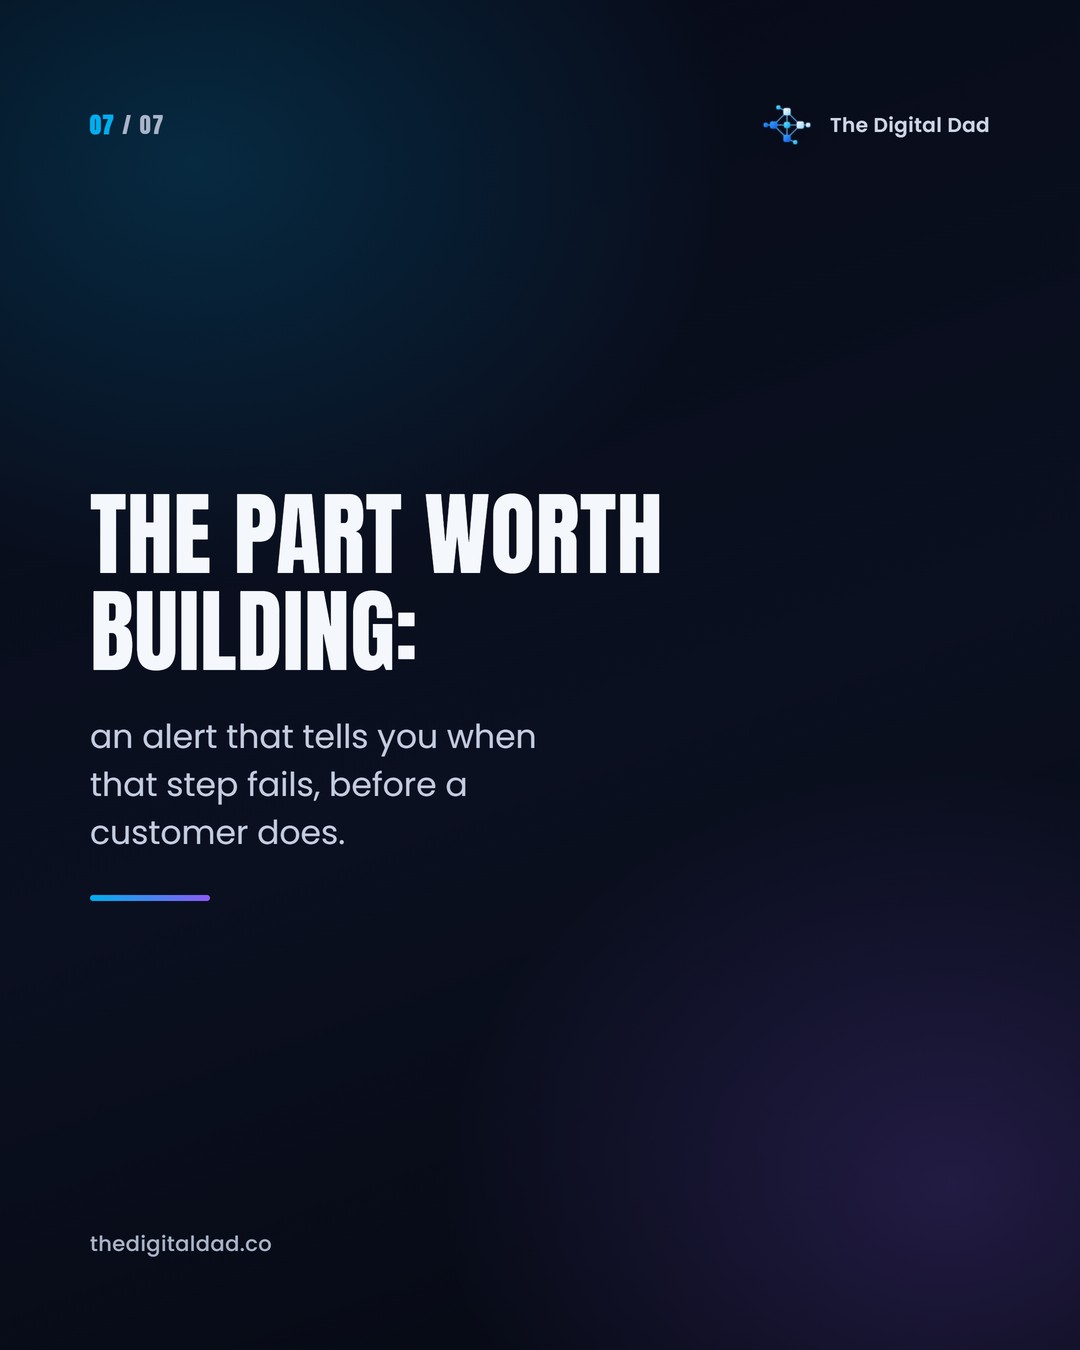 07 / 07
The Digital Dad
THE PART WORTH
BUILDING:
an alert that tells you when
that step fails, before a
customer does.
thedigitaldad.co